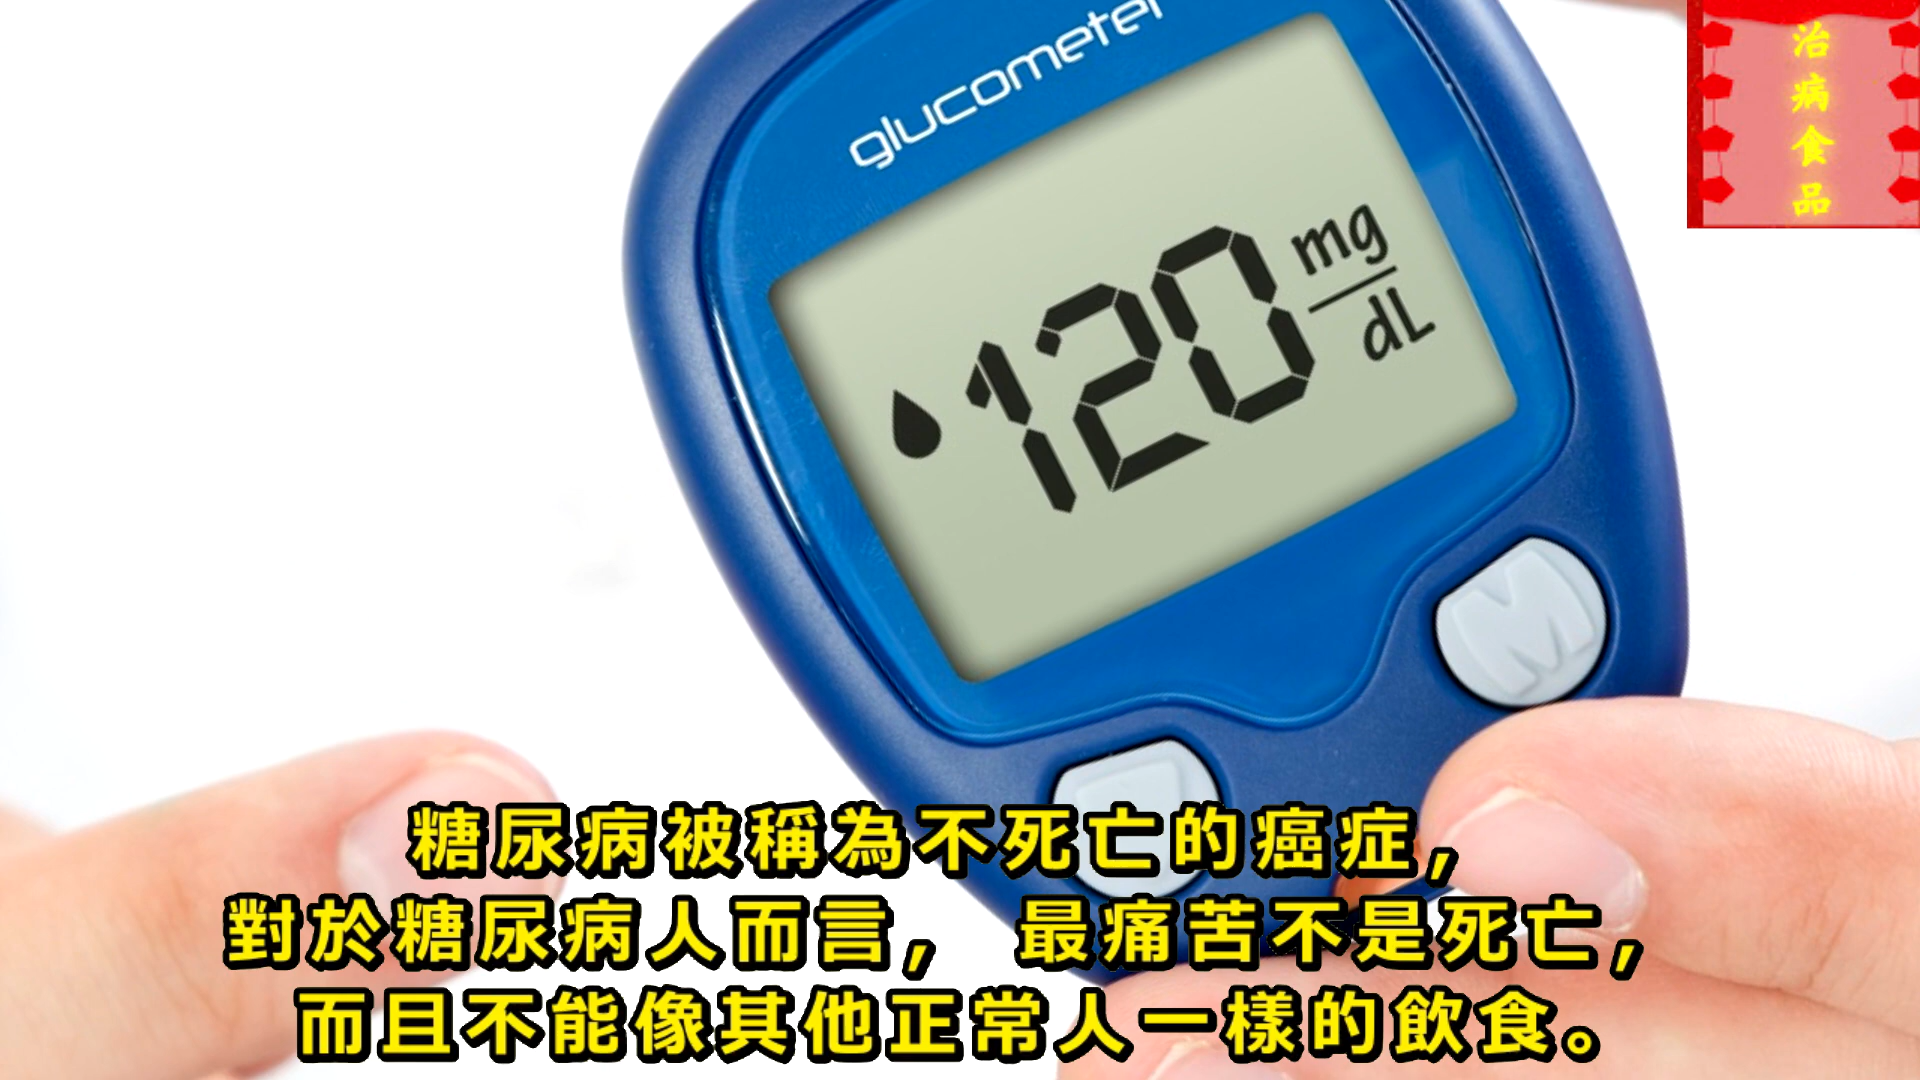 glucometer
治病食品
120 mg/dL
M
糖尿病被稱為不死亡的癌症，
對於糖尿病人而言， 最痛苦不是死亡，
而且不能像其他正常人一樣的飲食。